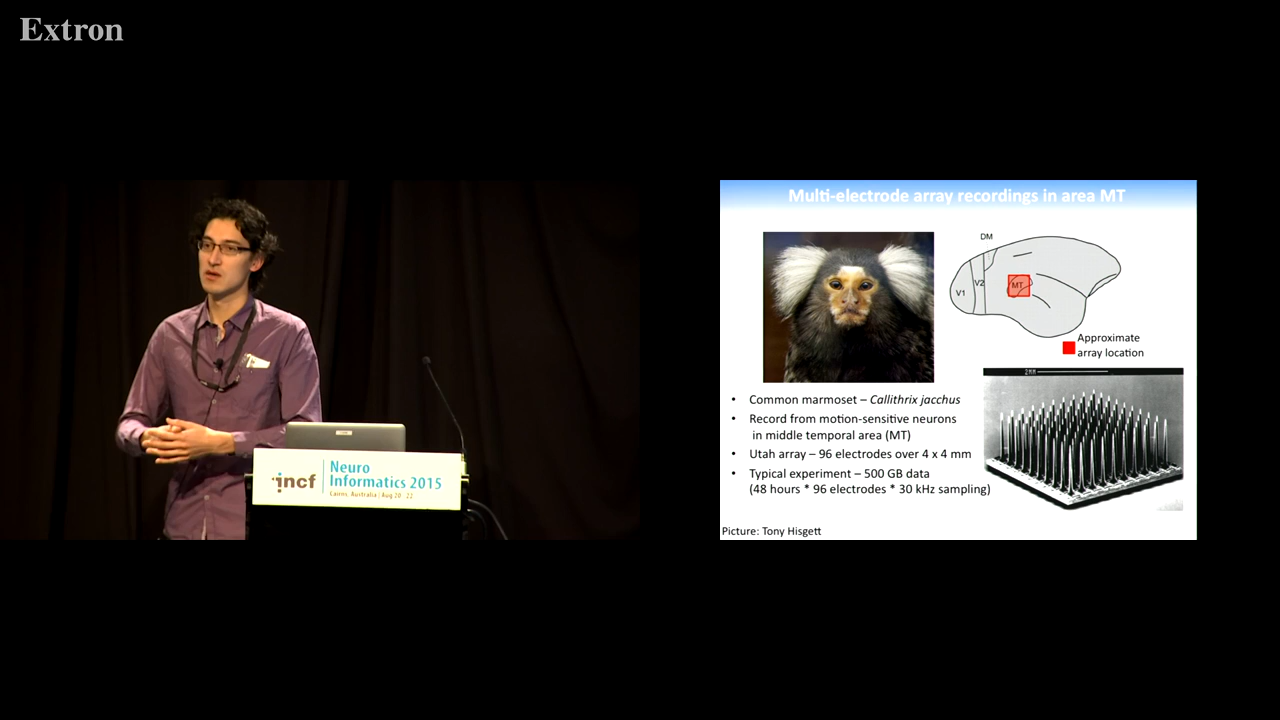 Extron
incf
Neuro
Informatics 2015
Cairns, Australia | Aug 20 - 22
Multi-electrode array recordings in area MT
DM
V1
V2
MT
Approximate
array location
2MM
• Common marmoset – Callithrix jacchus
• Record from motion-sensitive neurons
in middle temporal area (MT)
• Utah array – 96 electrodes over 4 x 4 mm
• Typical experiment – 500 GB data
(48 hours * 96 electrodes * 30 kHz sampling)
Picture: Tony Hisgett